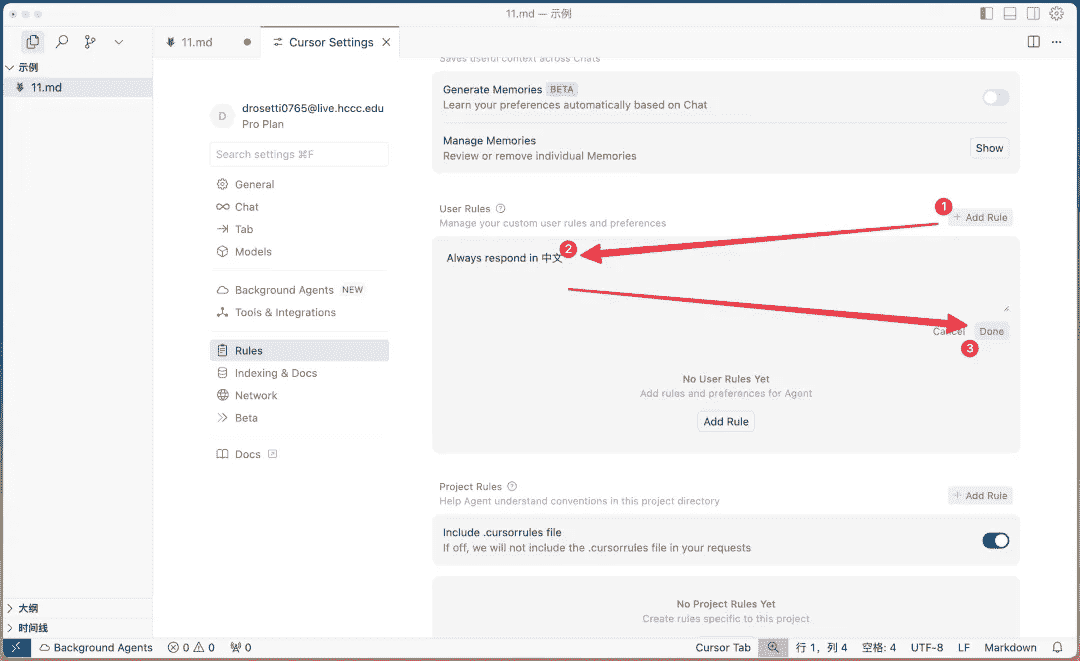 11.md — 示例
11.md
Cursor Settings
示例
11.md
Saves useful context across Chats
D
drosetti0765@live.hccc.edu
Pro Plan
Search settings ⌘F
General
Chat
Tab
Models
Background Agents NEW
Tools & Integrations
Rules
Indexing & Docs
Network
Beta
Docs
Generate Memories BETA
Learn your preferences automatically based on Chat
Manage Memories
Review or remove individual Memories
Show
User Rules
Manage your custom user rules and preferences
1
+ Add Rule
Always respond in 中文
2
Cancel
Done
3
No User Rules Yet
Add rules and preferences for Agent
Add Rule
Project Rules
Help Agent understand conventions in this project directory
+ Add Rule
Include .cursorrules file
If off, we will not include the .cursorrules file in your requests
No Project Rules Yet
Create rules specific to this project
大纲
时间线
Background Agents 0 0 0
Cursor Tab 行 1，列 4 空格: 4 UTF-8 LF Markdown